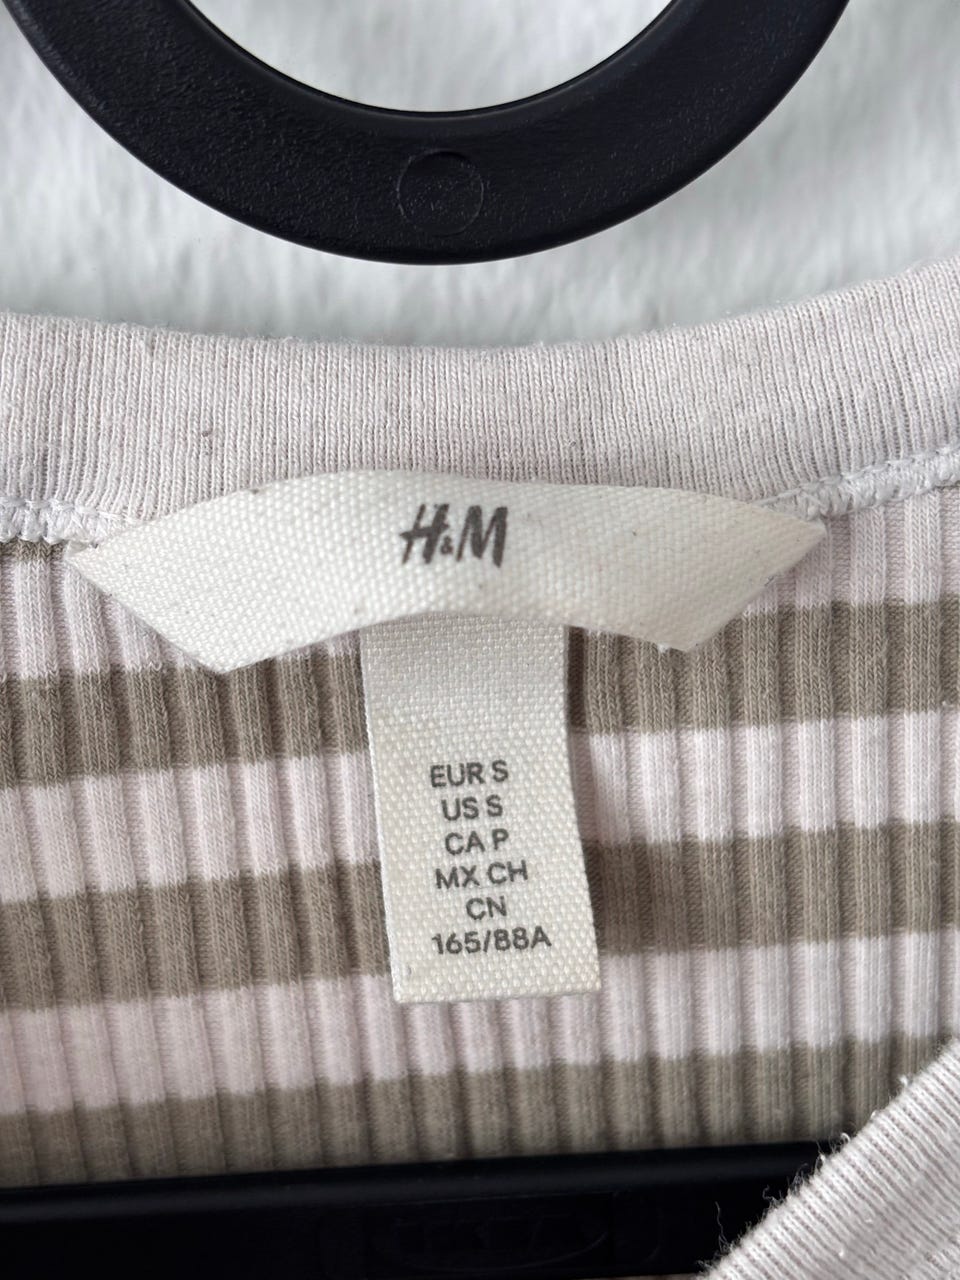 H&M
EUR S
US S
CA P
MX CH
CN
165/88A